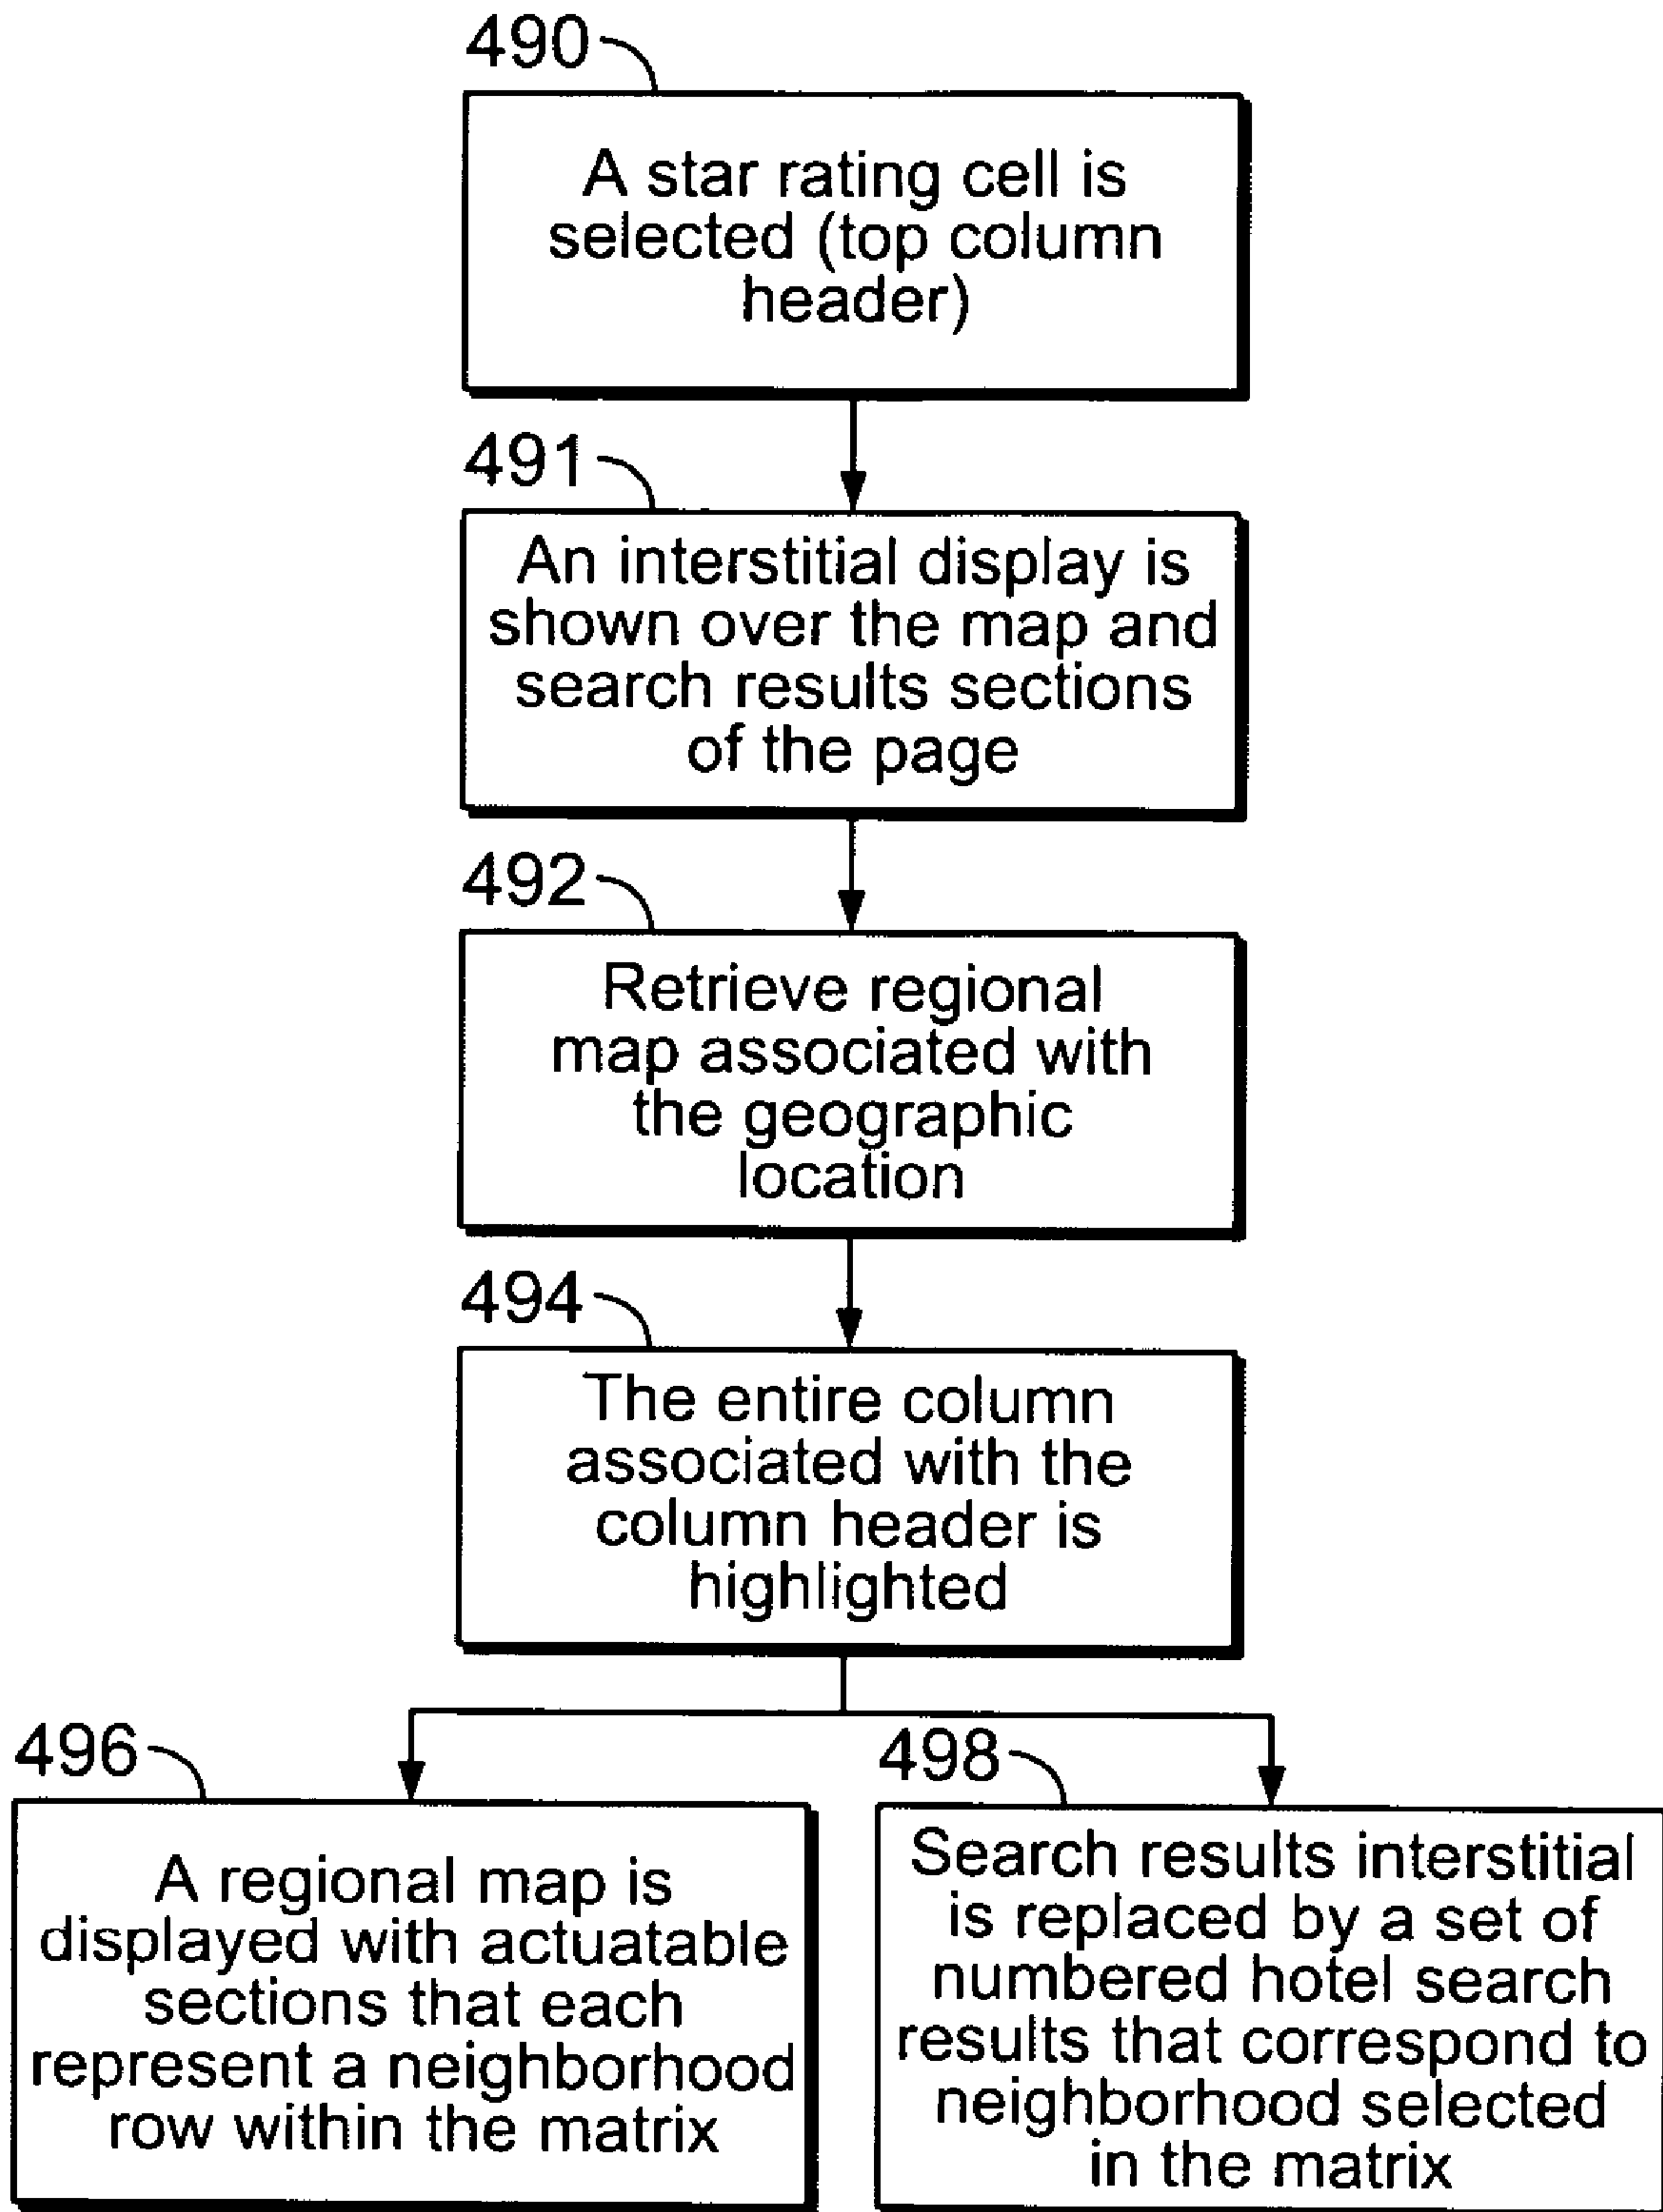 490
A star rating cell is
selected (top column
header)
491
An interstitial display is
shown over the map and
search results sections
of the page
492
Retrieve regional
map associated with
the geographic
location
494
The entire column
associated with the
column header is
highlighted
496
A regional map is
displayed with actuatable
sections that each
represent a neighborhood
row within the matrix
498
Search results interstitial
is replaced by a set of
numbered hotel search
results that correspond to
neighborhood selected
in the matrix